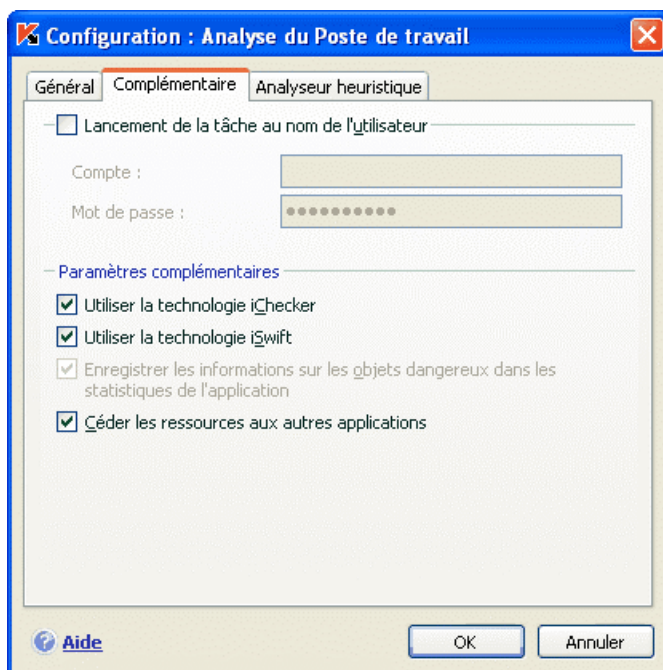 Configuration : Analyse du Poste de travail
Général Complémentaire Analyseur heuristique
Lancement de la tâche au nom de l'utilisateur
Compte :
Mot de passe : ●●●●●●●●●●
Paramètres complémentaires
Utiliser la technologie iChecker
Utiliser la technologie iSwift
Enregistrer les informations sur les objets dangereux dans les
statistiques de l'application
Céder les ressources aux autres applications
Aide OK Annuler